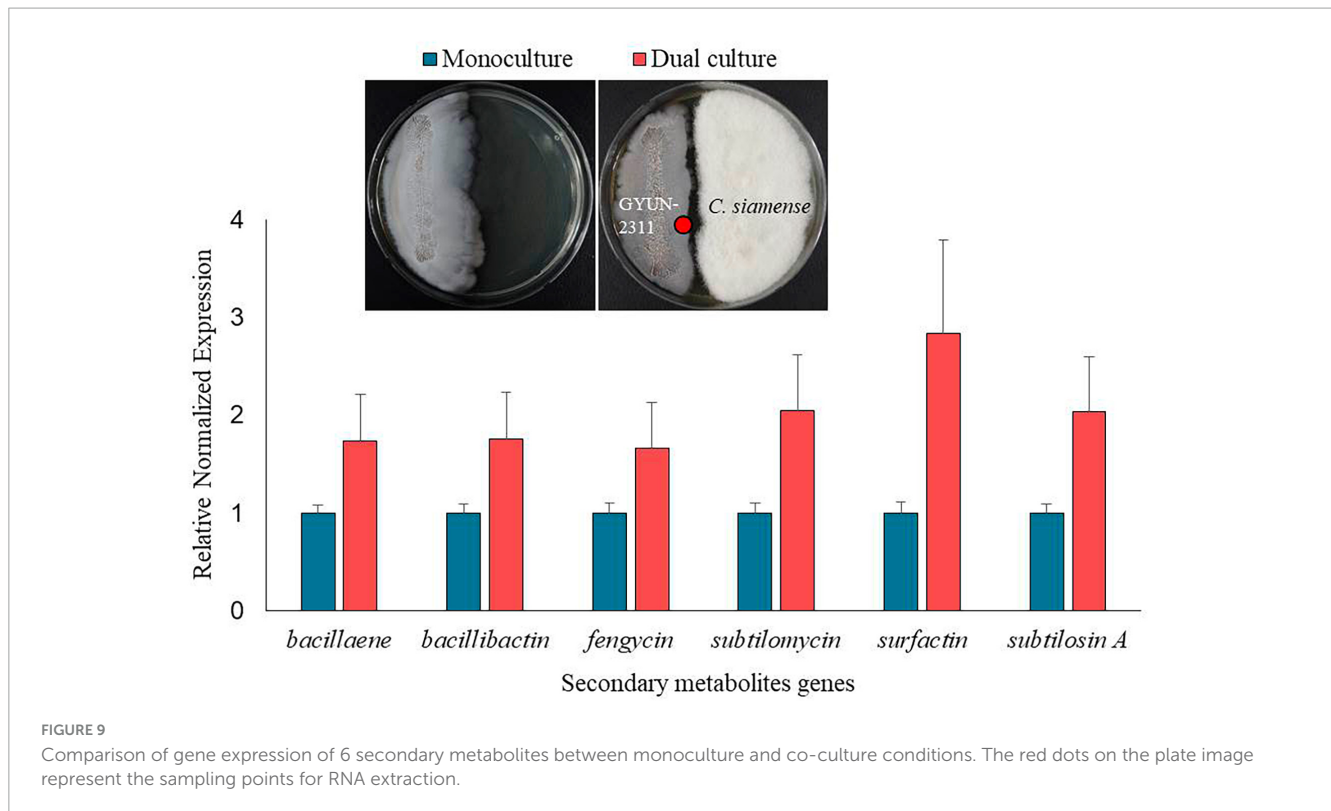 Monoculture
Dual culture
GYUN-
2311
C. siamense
Relative Normalized Expression
4
3
2
1
0
bacillaene
bacillibactin
fengycin
subtilomycin
surfactin
subtilosin A
Secondary metabolites genes
FIGURE 9
Comparison of gene expression of 6 secondary metabolites between monoculture and co-culture conditions. The red dots on the plate image
represent the sampling points for RNA extraction.